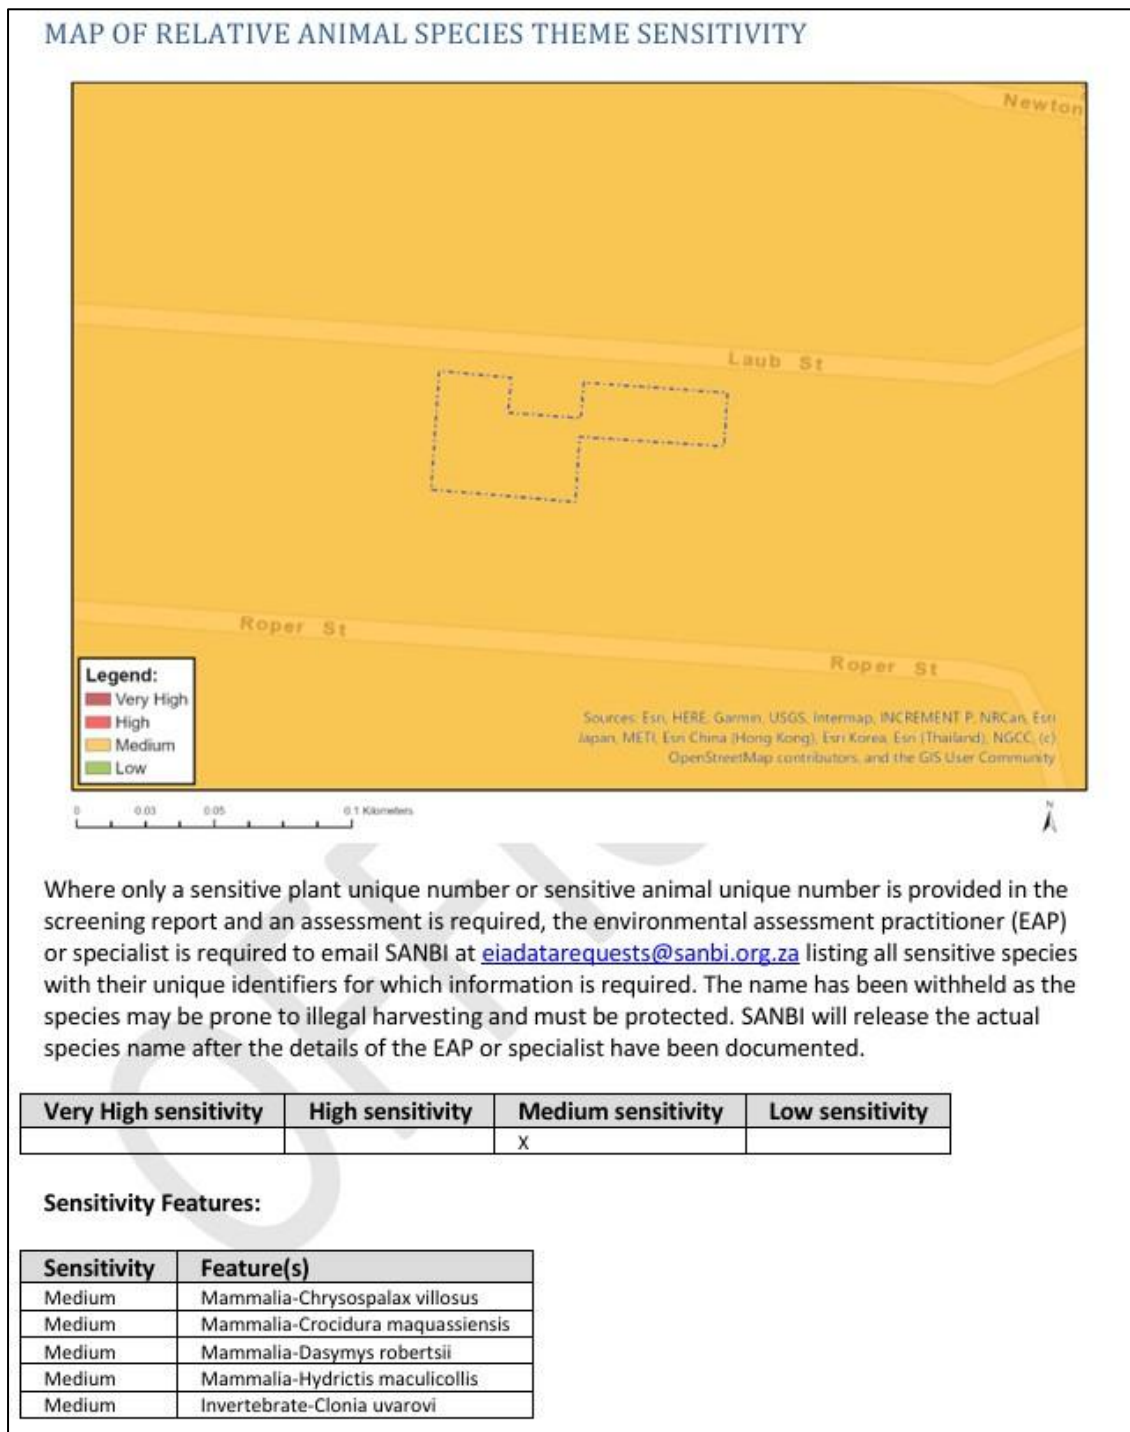 MAP OF RELATIVE ANIMAL SPECIES THEME SENSITIVITY
Newton
Laub St
Roper St
Roper St
Legend:
Very High
High
Medium
Low
Sources: Esri, HERE, Garmin, USGS, Intermap, INCREMENT P, NRCan, Esri
Japan, METI, Esri China (Hong Kong), Esri Korea, Esri (Thailand), NGCC, (c)
OpenStreetMap contributors, and the GIS User Community
0 0.03 0.05 0.1 Kilometers
N
Where only a sensitive plant unique number or sensitive animal unique number is provided in the
screening report and an assessment is required, the environmental assessment practitioner (EAP)
or specialist is required to email SANBI at eiadatarequests@sanbi.org.za listing all sensitive species
with their unique identifiers for which information is required. The name has been withheld as the
species may be prone to illegal harvesting and must be protected. SANBI will release the actual
species name after the details of the EAP or specialist have been documented.
Very High sensitivity High sensitivity Medium sensitivity Low sensitivity
X
Sensitivity Features:
Sensitivity Feature(s)
Medium Mammalia-Chrysospalax villosus
Medium Mammalia-Crocidura maquassiensis
Medium Mammalia-Dasymys robertsii
Medium Mammalia-Hydrictis maculicollis
Medium Invertebrate-Clonia uvarovi